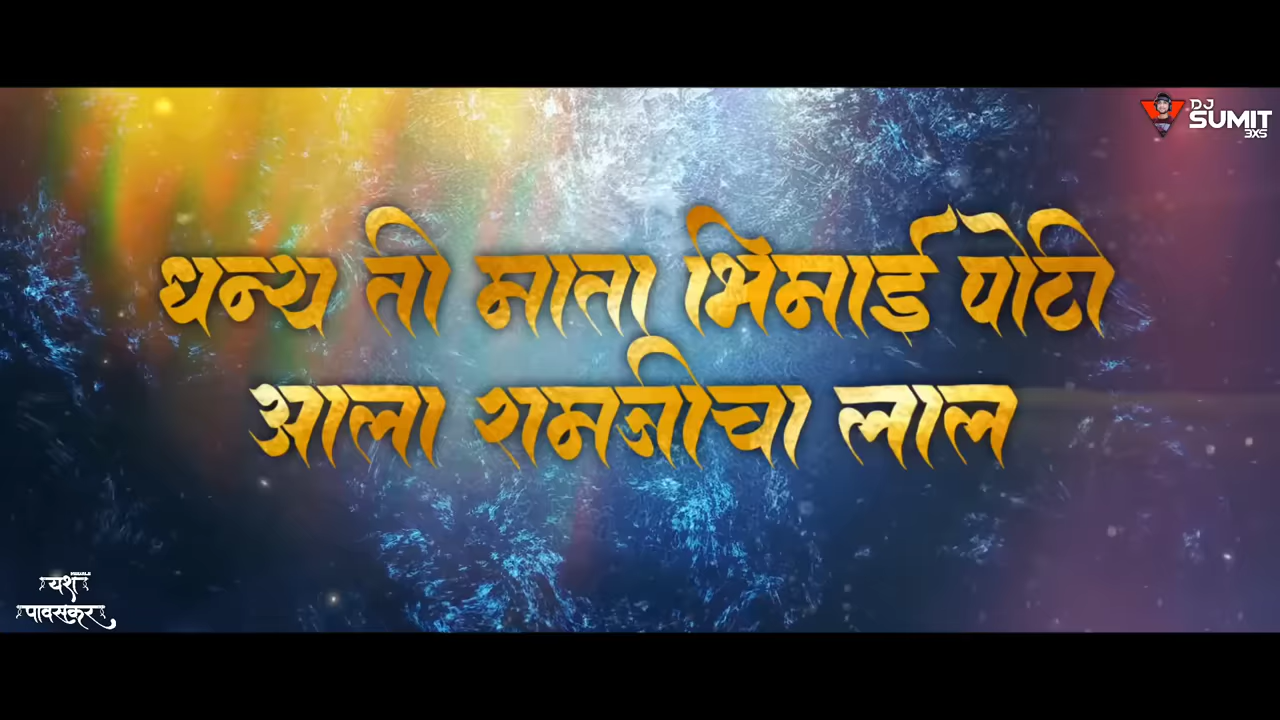 DJ
SUMIT
3XS
धन्य ती माता भिमाई पोटी
आला रामजीचा लाल
यश
पावसकर